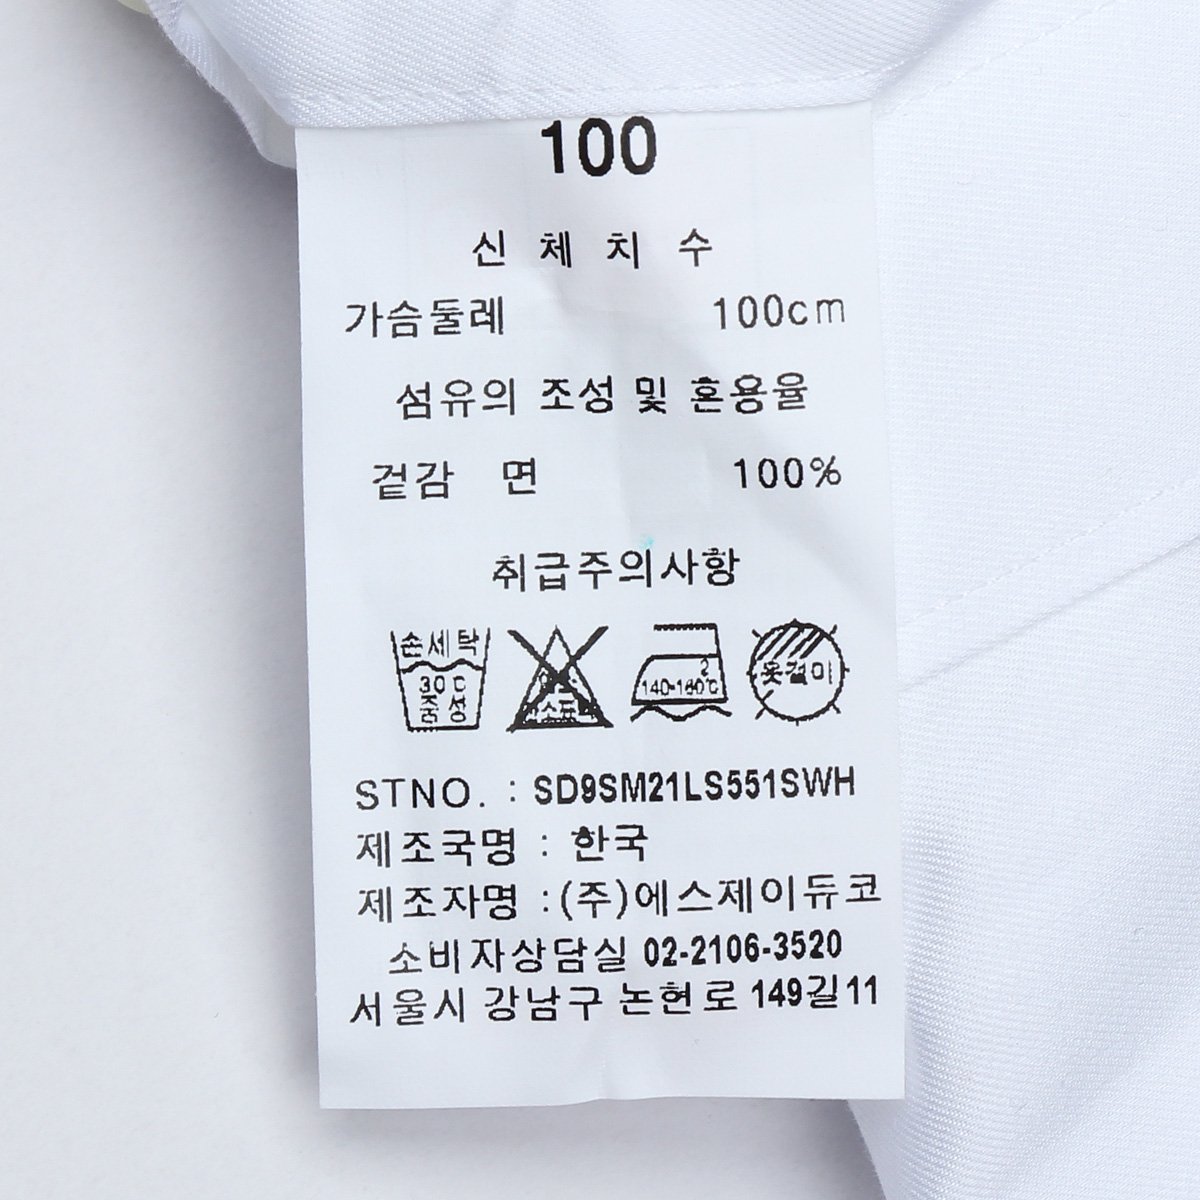 100
신체치수
가슴둘레 100cm
섬유의 조성 및 혼용율
겉감 면 100%
취급주의사항
손세탁
30℃
중성
2
140-160℃
옷걸이
STNO. : SD9SM21LS551SWH
제조국명 : 한국
제조자명 : (주)에스제이듀코
소비자상담실 02-2106-3520
서울시 강남구 논현로 149길11